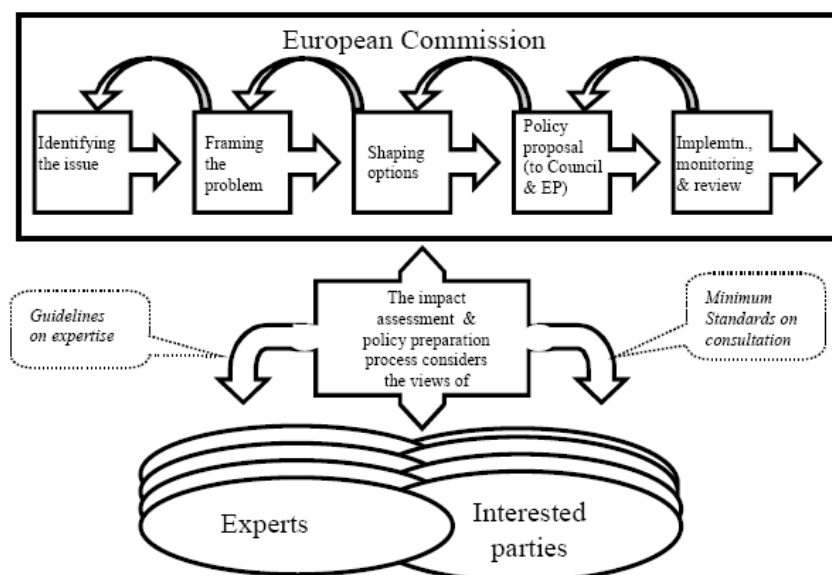 European Commission
Identifying
the issue
Framing
the
problem
Shaping
options
Policy
proposal
(to Council
& EP)
Implemtn.,
monitoring
& review
Guidelines
on expertise
The impact
assessment &
policy preparation
process considers
the views of
Minimum
Standards on
consultation
Experts
Interested
parties